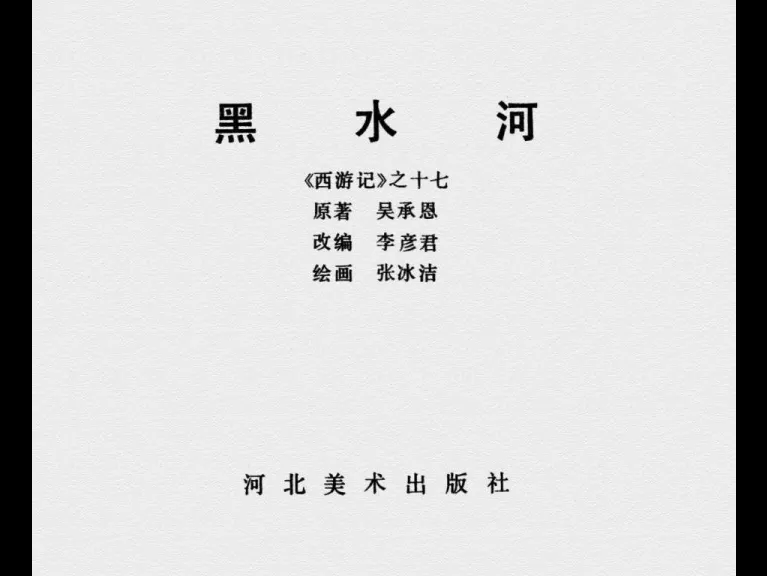 黑水河
《西游记》之十七
原著 吴承恩
改编 李彦君
绘画 张冰洁
河北美术出版社